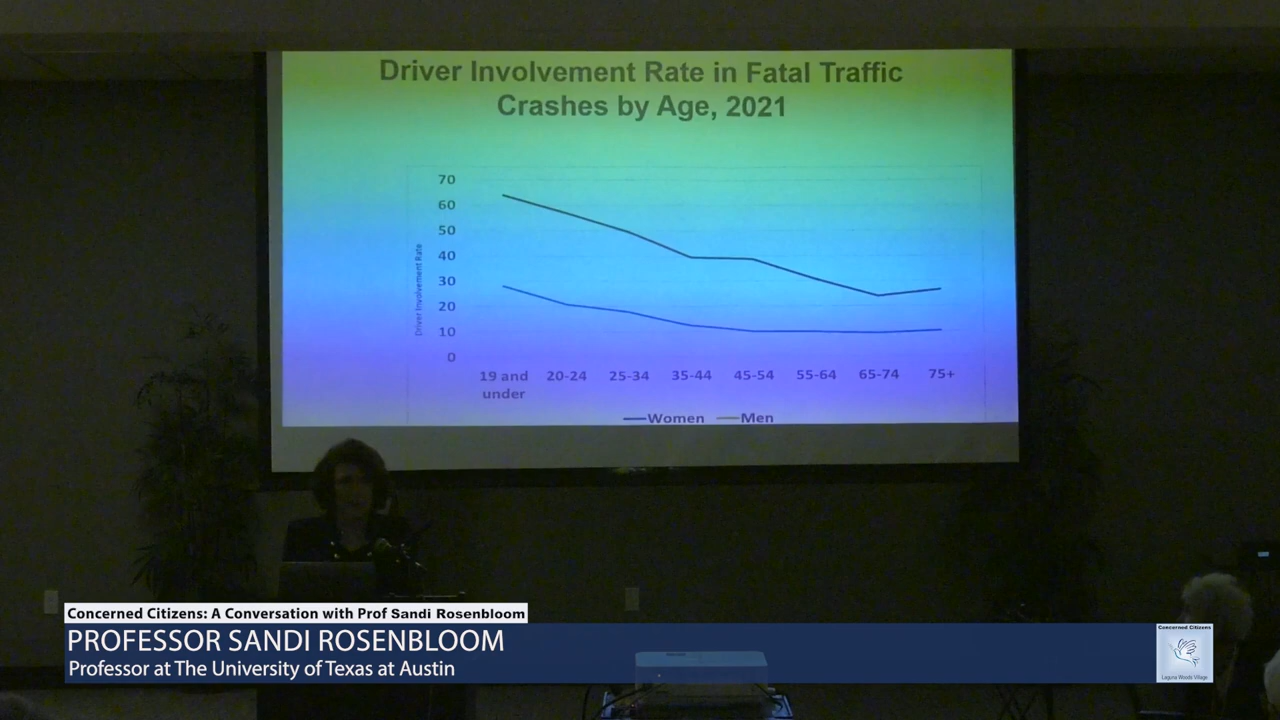 Driver Involvement Rate in Fatal Traffic
Crashes by Age, 2021
Driver Involvement Rate
70
60
50
40
30
20
10
0
19 and
under
20-24
25-34
35-44
45-54
55-64
65-74
75+
Women
Men
Concerned Citizens: A Conversation with Prof Sandi Rosenbloom
PROFESSOR SANDI ROSENBLOOM
Professor at The University of Texas at Austin
Concerned Citizens
Laguna Woods Village